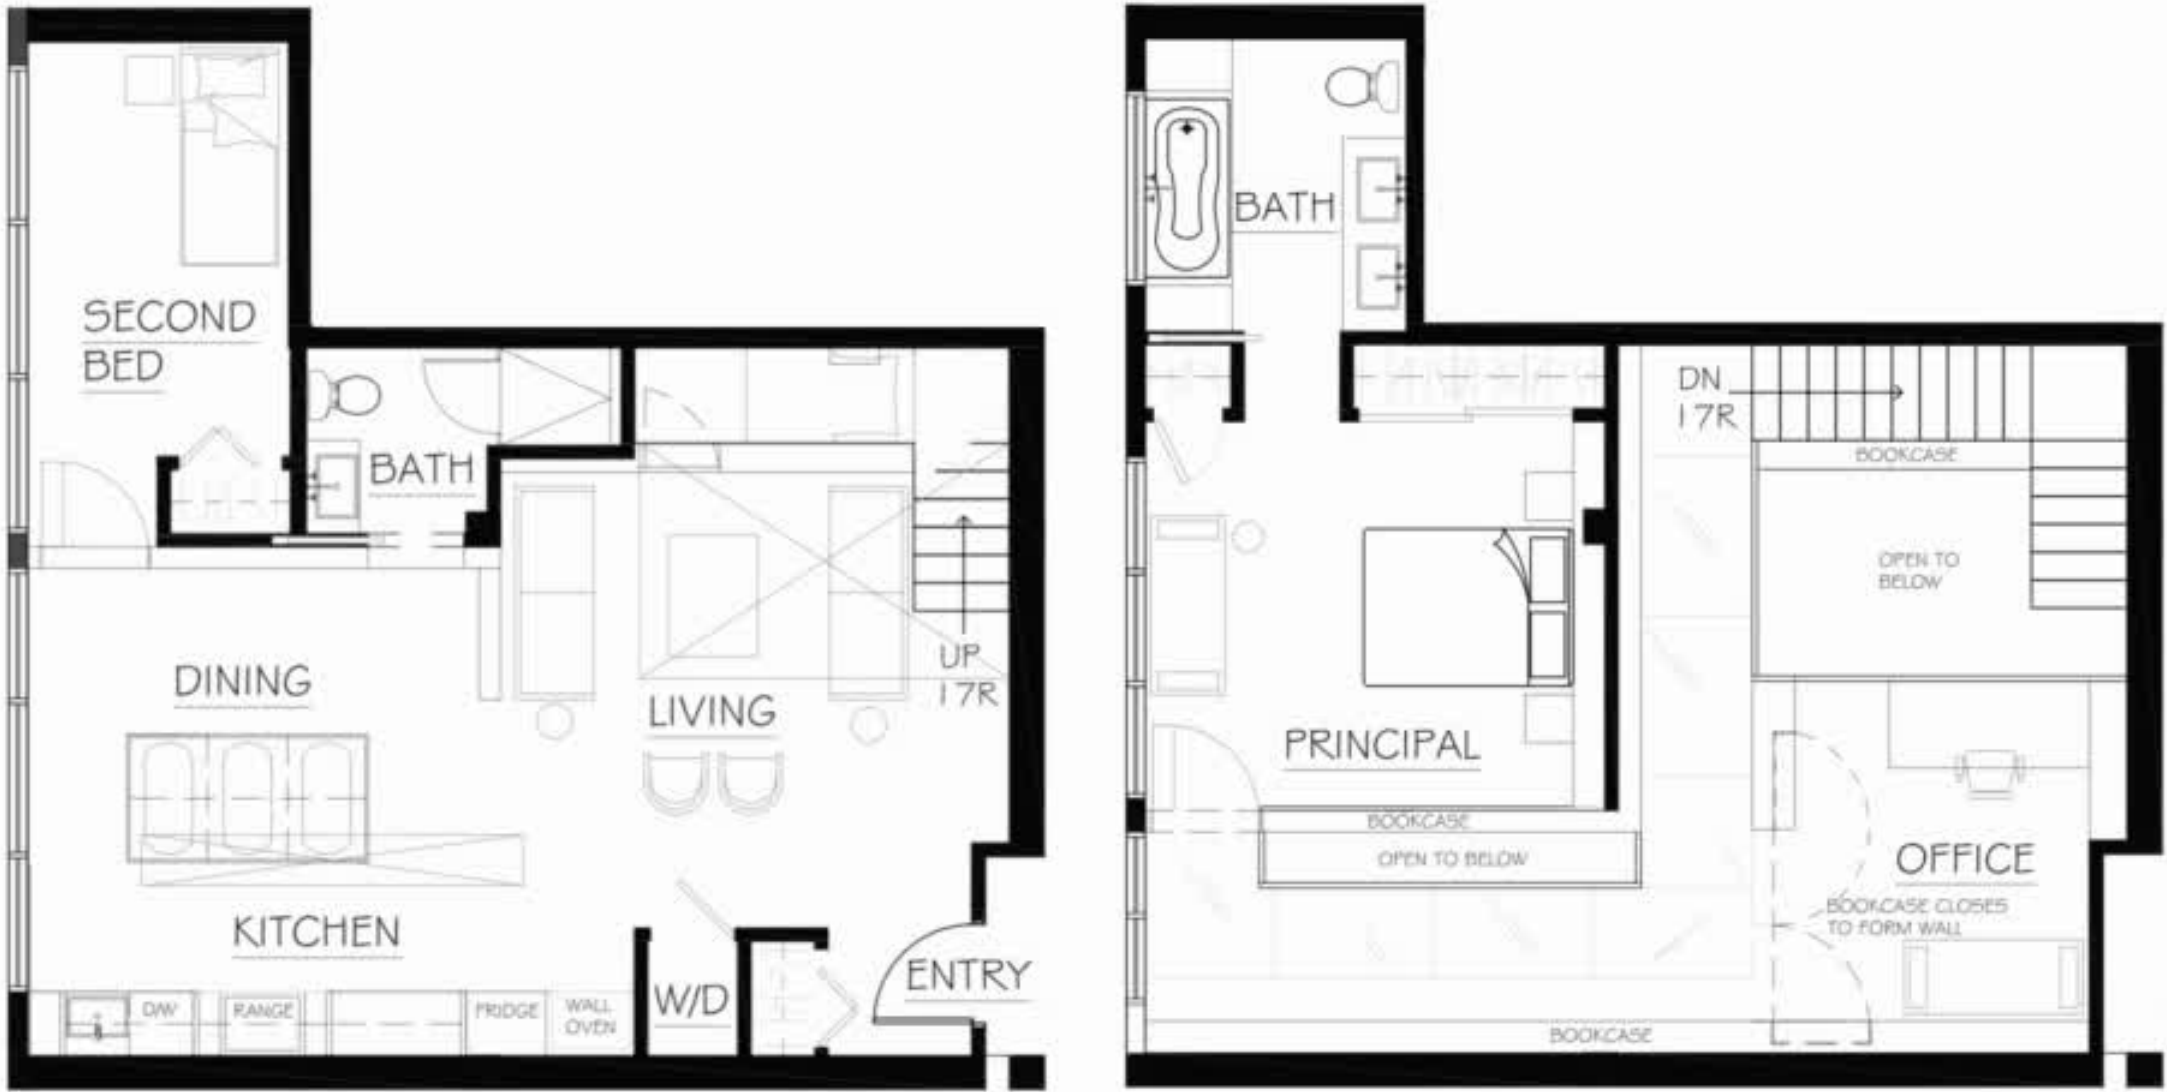 SECOND
BED
BATH
DINING
LIVING
UP
17R
KITCHEN
ENTRY
W/D
D/W
RANGE
FRIDGE
WALL
OVEN
BATH
DN
17R
BOOKCASE
OPEN TO
BELOW
PRINCIPAL
BOOKCASE
OPEN TO BELOW
OFFICE
BOOKCASE CLOSES
TO FORM WALL
BOOKCASE